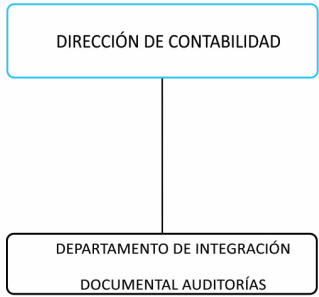 DIRECCIÓN DE CONTABILIDAD
DEPARTAMENTO DE INTEGRACIÓN
DOCUMENTAL AUDITORÍAS